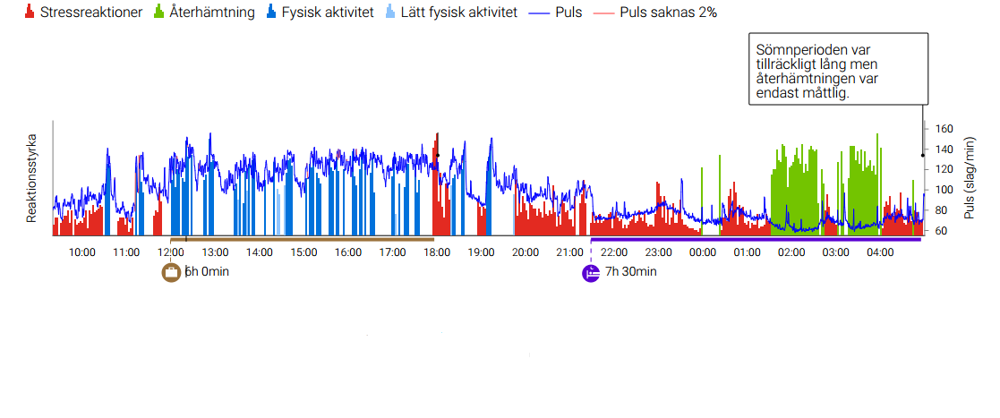 Stressreaktioner Återhämtning Fysisk aktivitet Lätt fysisk aktivitet Puls Puls saknas 2%
Sömnperioden var
tillräckligt lång men
återhämtningen var
endast måttlig.
Reaktionsstyrka
160
140
120
100
80
60
Puls (slag/min)
10:00 11:00 12:00 13:00 14:00 15:00 16:00 17:00 18:00 19:00 20:00 21:00 22:00 23:00 00:00 01:00 02:00 03:00 04:00
6h 0min 7h 30min